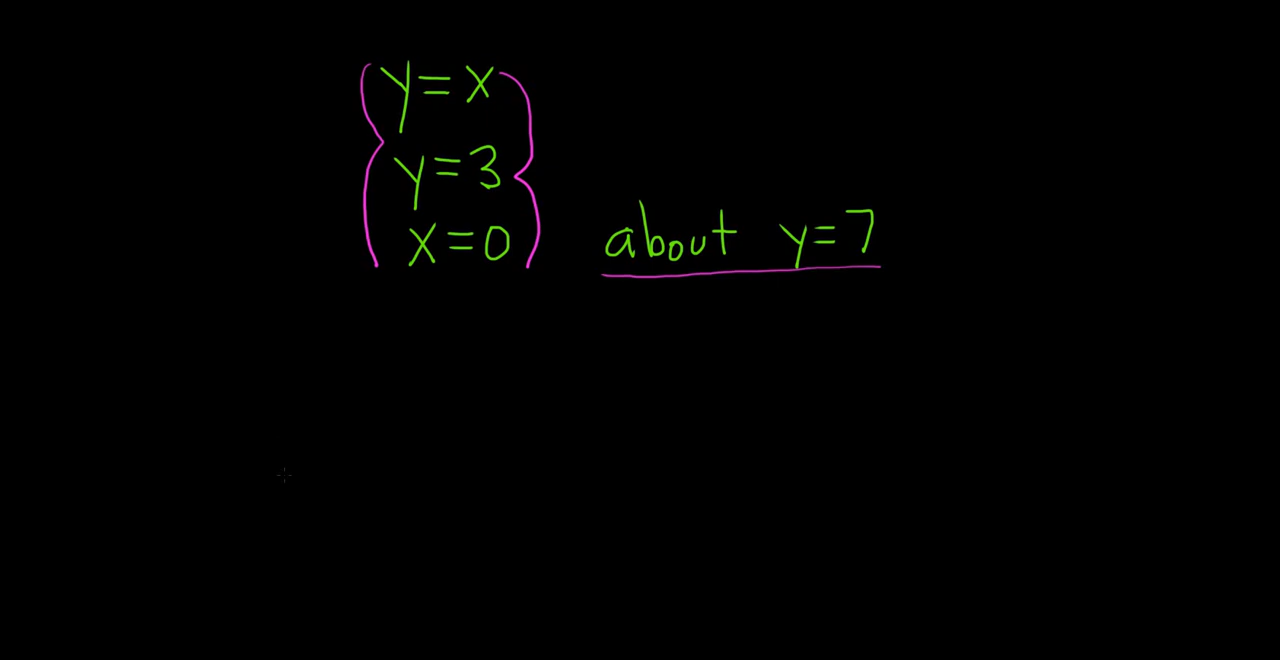 y = x
y = 3
x = 0 about y = 7